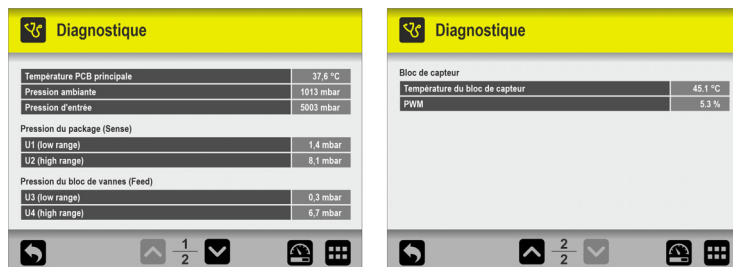 Diagnostique
Température PCB principale 37,6 °C
Pression ambiante 1013 mbar
Pression d'entrée 5003 mbar
Pression du package (Sense)
U1 (low range) 1,4 mbar
U2 (high range) 8,1 mbar
Pression du bloc de vannes (Feed)
U3 (low range) 0,3 mbar
U4 (high range) 6,7 mbar
1
2
Diagnostique
Bloc de capteur
Température du bloc de capteur 45.1 °C
PWM 5.3 %
2
2